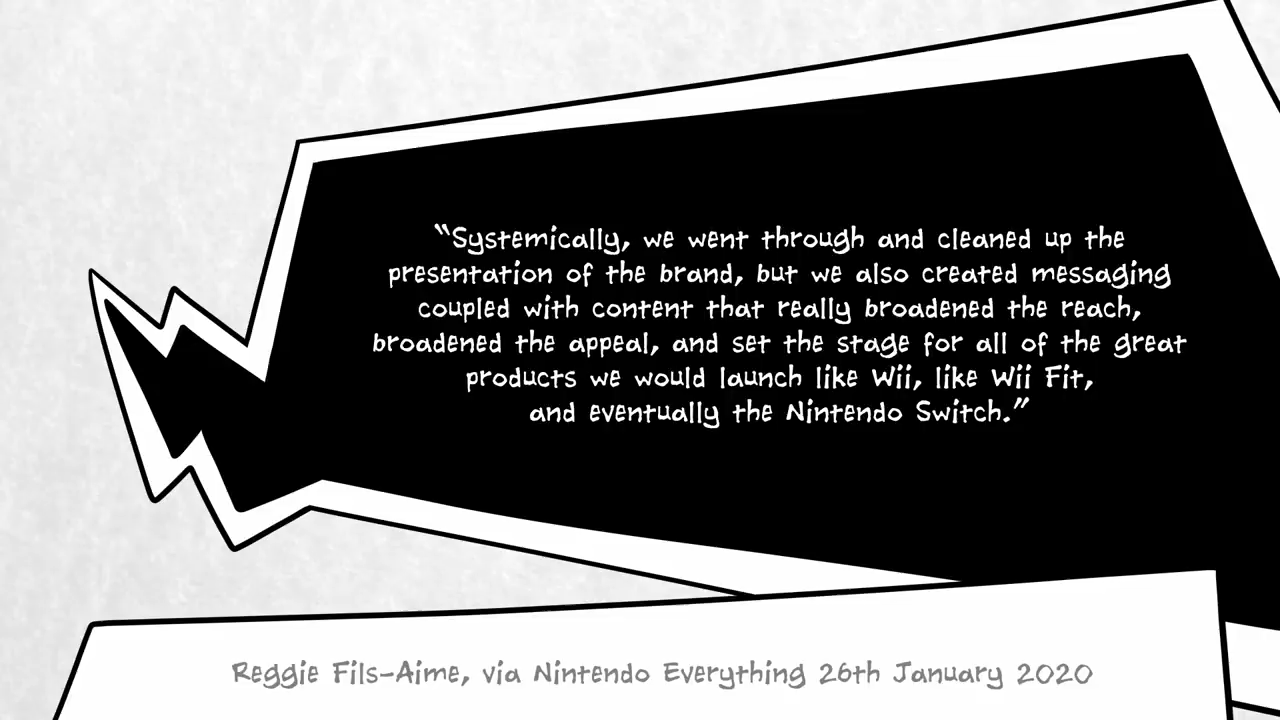 “Systemically, we went through and cleaned up the
presentation of the brand, but we also created messaging
coupled with content that really broadened the reach,
broadened the appeal, and set the stage for all of the great
products we would launch like Wii, like Wii Fit,
and eventually the Nintendo Switch.”
Reggie Fils-Aime, via Nintendo Everything 26th January 2020